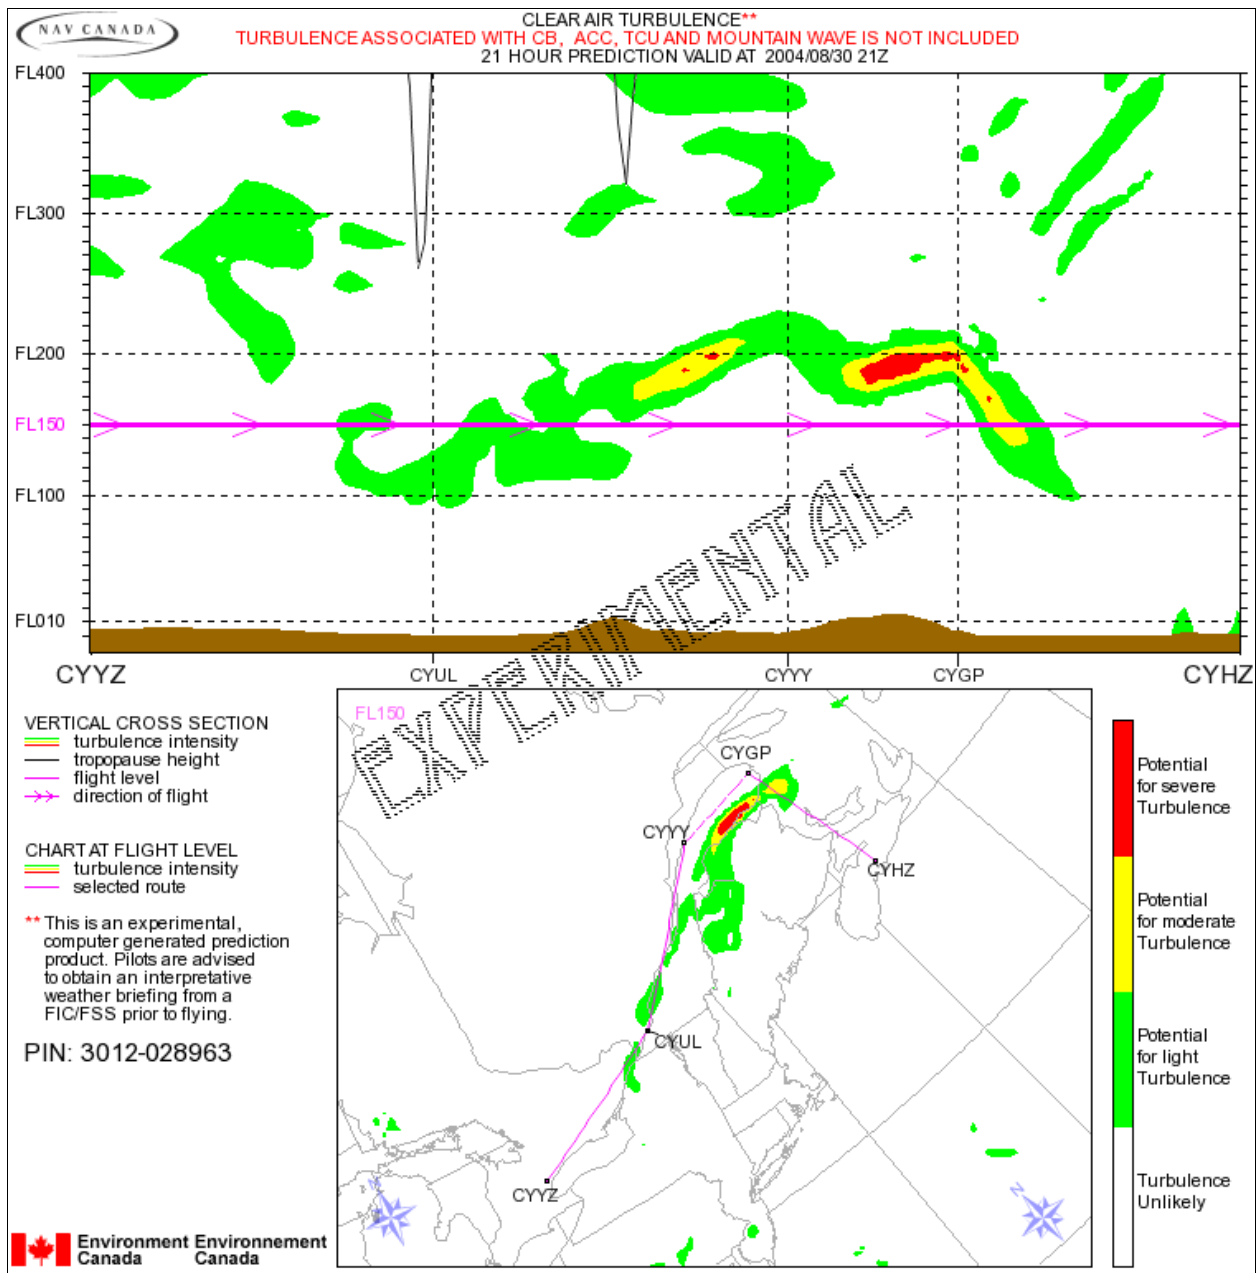 NAV CANADA
CLEAR AIR TURBULENCE**
TURBULENCE ASSOCIATED WITH CB, ACC, TCU AND MOUNTAIN WAVE IS NOT INCLUDED
21 HOUR PREDICTION VALID AT 2004/08/30 21Z
FL400
FL300
FL200
FL150
FL100
FL010
EXPERIMENTAL
CYYZ
CYUL
CYYY
CYGP
CYHZ
VERTICAL CROSS SECTION
turbulence intensity
tropopause height
flight level
direction of flight
CHART AT FLIGHT LEVEL
turbulence intensity
selected route
** This is an experimental,
computer generated prediction
product. Pilots are advised
to obtain an interpretative
weather briefing from a
FIC/FSS prior to flying.
PIN: 3012-028963
Environment Environnement
Canada Canada
FL150
CYGP
CYYY
CYHZ
CYUL
CYYZ
N
N
Potential
for severe
Turbulence
Potential
for moderate
Turbulence
Potential
for light
Turbulence
Turbulence
Unlikely